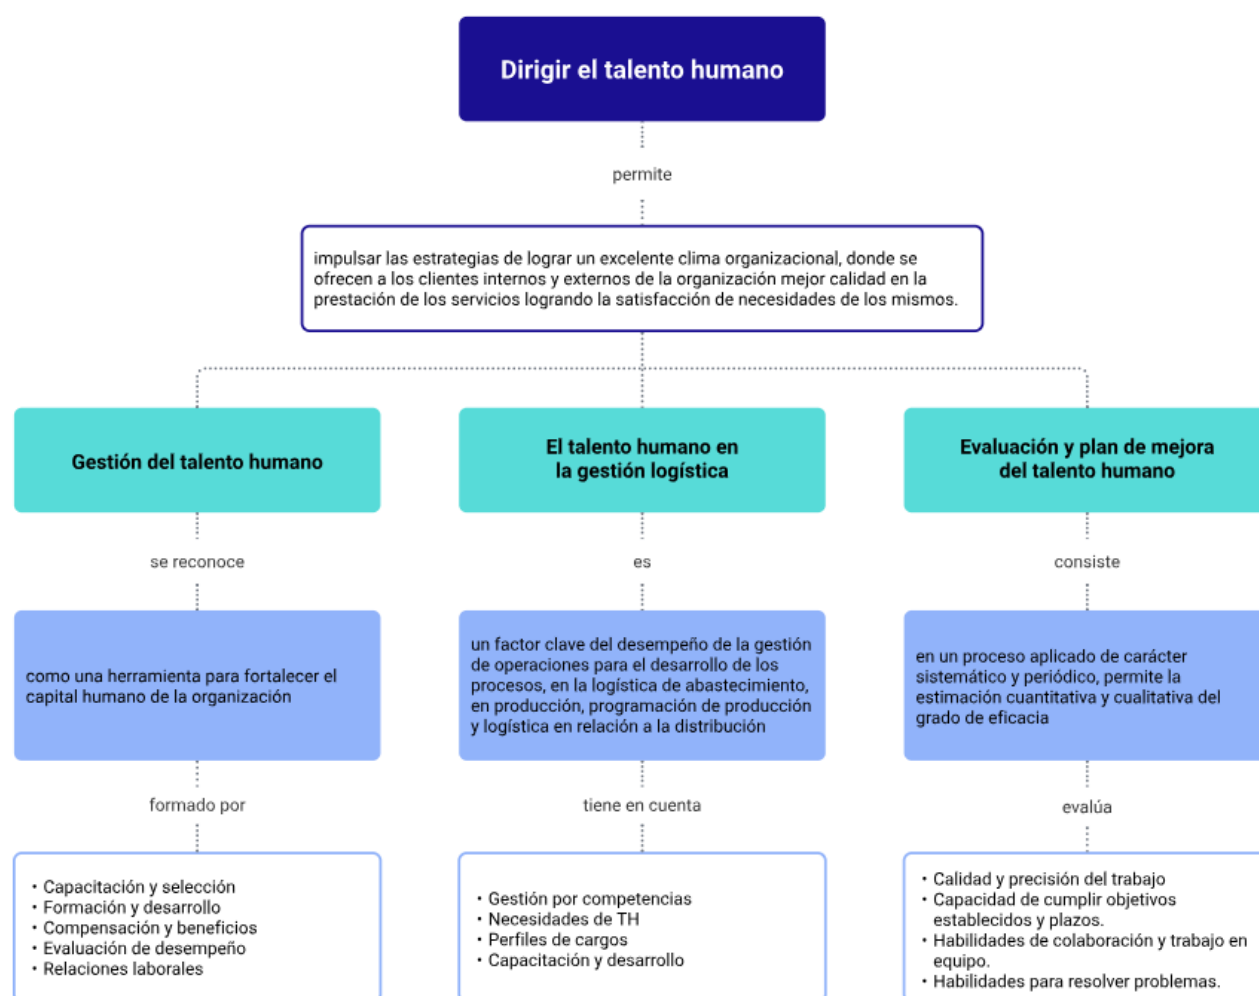 Dirigir el talento humano
permite
impulsar las estrategias de lograr un excelente clima organizacional, donde se
ofrecen a los clientes internos y externos de la organización mejor calidad en la
prestación de los servicios logrando la satisfacción de necesidades de los mismos.
Gestión del talento humano
se reconoce
como una herramienta para fortalecer el
capital humano de la organización
formado por
• Capacitación y selección
• Formación y desarrollo
• Compensación y beneficios
• Evaluación de desempeño
• Relaciones laborales
El talento humano en
la gestión logística
es
un factor clave del desempeño de la gestión
de operaciones para el desarrollo de los
procesos, en la logística de abastecimiento,
en producción, programación de producción
y logística en relación a la distribución
tiene en cuenta
• Gestión por competencias
• Necesidades de TH
• Perfiles de cargos
• Capacitación y desarrollo
Evaluación y plan de mejora
del talento humano
consiste
en un proceso aplicado de carácter
sistemático y periódico, permite la
estimación cuantitativa y cualitativa del
grado de eficacia
evalúa
• Calidad y precisión del trabajo
• Capacidad de cumplir objetivos
establecidos y plazos.
• Habilidades de colaboración y trabajo en
equipo.
• Habilidades para resolver problemas.